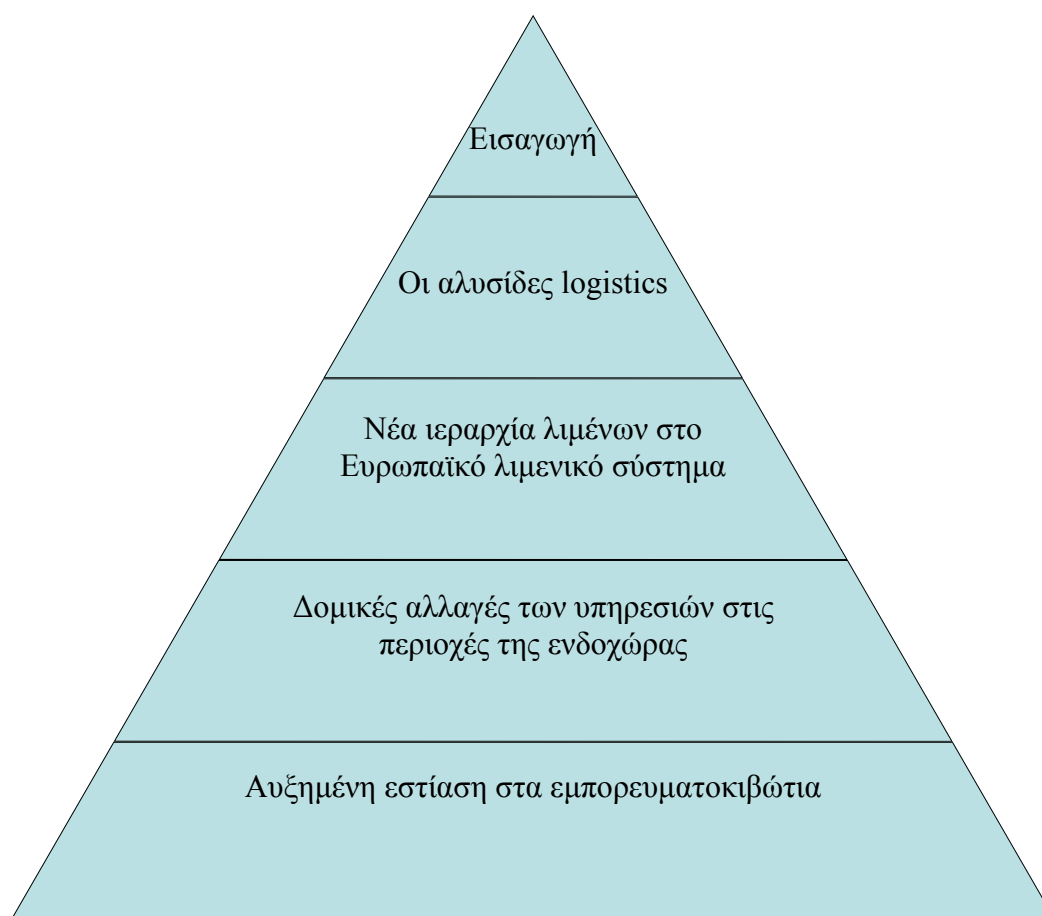 Εισαγωγή
Οι αλυσίδες logistics
Νέα ιεραρχία λιμένων στο
Ευρωπαϊκό λιμενικό σύστημα
Δομικές αλλαγές των υπηρεσιών στις
περιοχές της ενδοχώρας
Αυξημένη εστίαση στα εμπορευματοκιβώτια